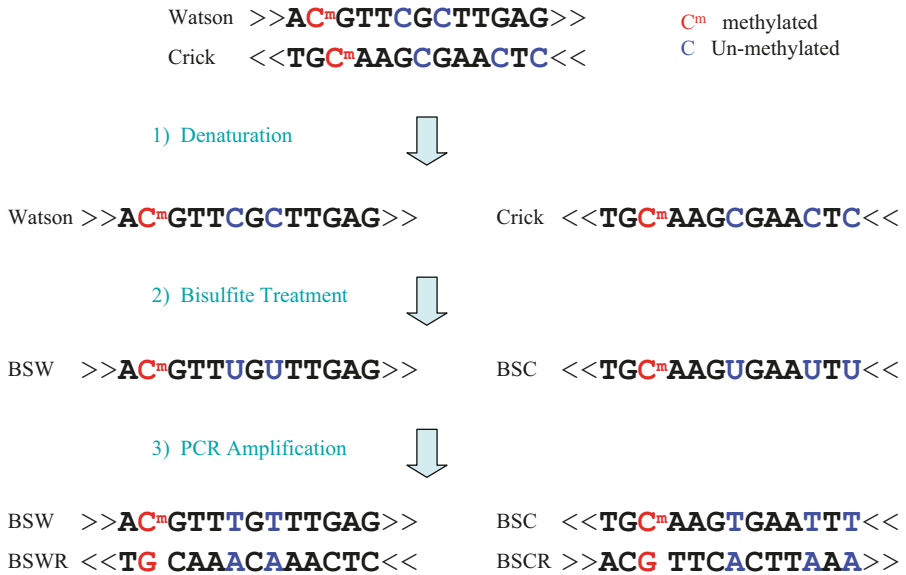 Watson >>ACᵐGTTCGCTTGAG>>
Crick <<TGCᵐAAGCGAACTC<<
Cᵐ methylated
C Un-methylated
1) Denaturation
Watson >>ACᵐGTTCGCTTGAG>>
Crick <<TGCᵐAAGCGAACTC<<
2) Bisulfite Treatment
BSW >>ACᵐGTTUGUTTGAG>>
BSC <<TGCᵐAAGUGAAUTU<<
3) PCR Amplification
BSW >>ACᵐGTTTGTTTGAG>>
BSC <<TGCᵐAAGTGAATTT<<
BSWR <<TG CAAACAAACTC<<
BSCR >>ACG TTCACTTAAA>>